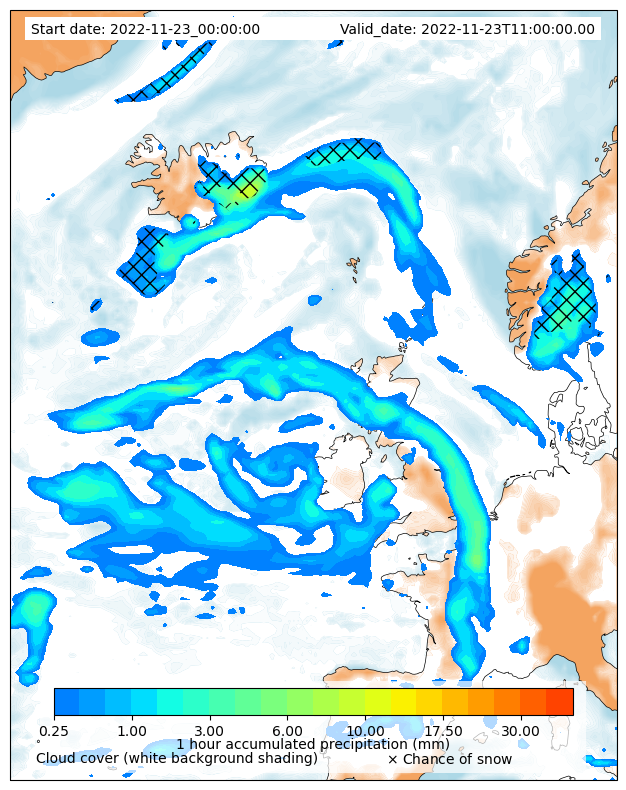 Start date: 2022-11-23_00:00:00 Valid_date: 2022-11-23T11:00:00.00
0.25 1.00 3.00 6.00 10.00 17.50 30.00
1 hour accumulated precipitation (mm)
Cloud cover (white background shading) × Chance of snow